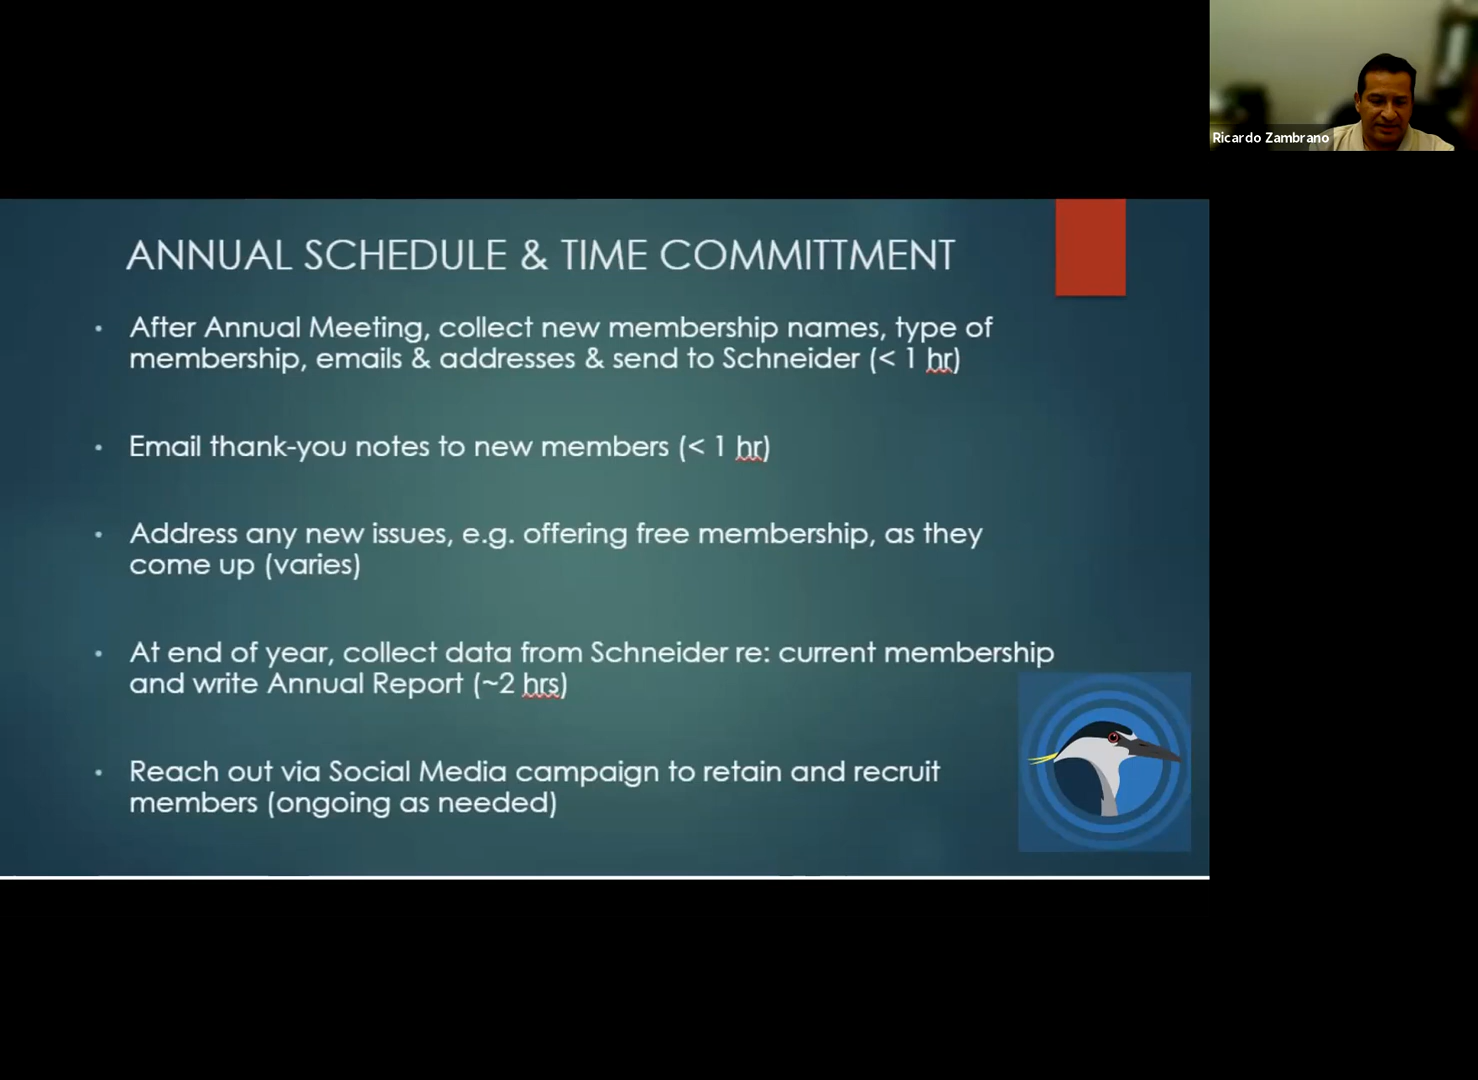 Ricardo Zambrano
ANNUAL SCHEDULE & TIME COMMITTMENT
• After Annual Meeting, collect new membership names, type of
membership, emails & addresses & send to Schneider (< 1 hr)
• Email thank-you notes to new members (< 1 hr)
• Address any new issues, e.g. offering free membership, as they
come up (varies)
• At end of year, collect data from Schneider re: current membership
and write Annual Report (~2 hrs)
• Reach out via Social Media campaign to retain and recruit
members (ongoing as needed)